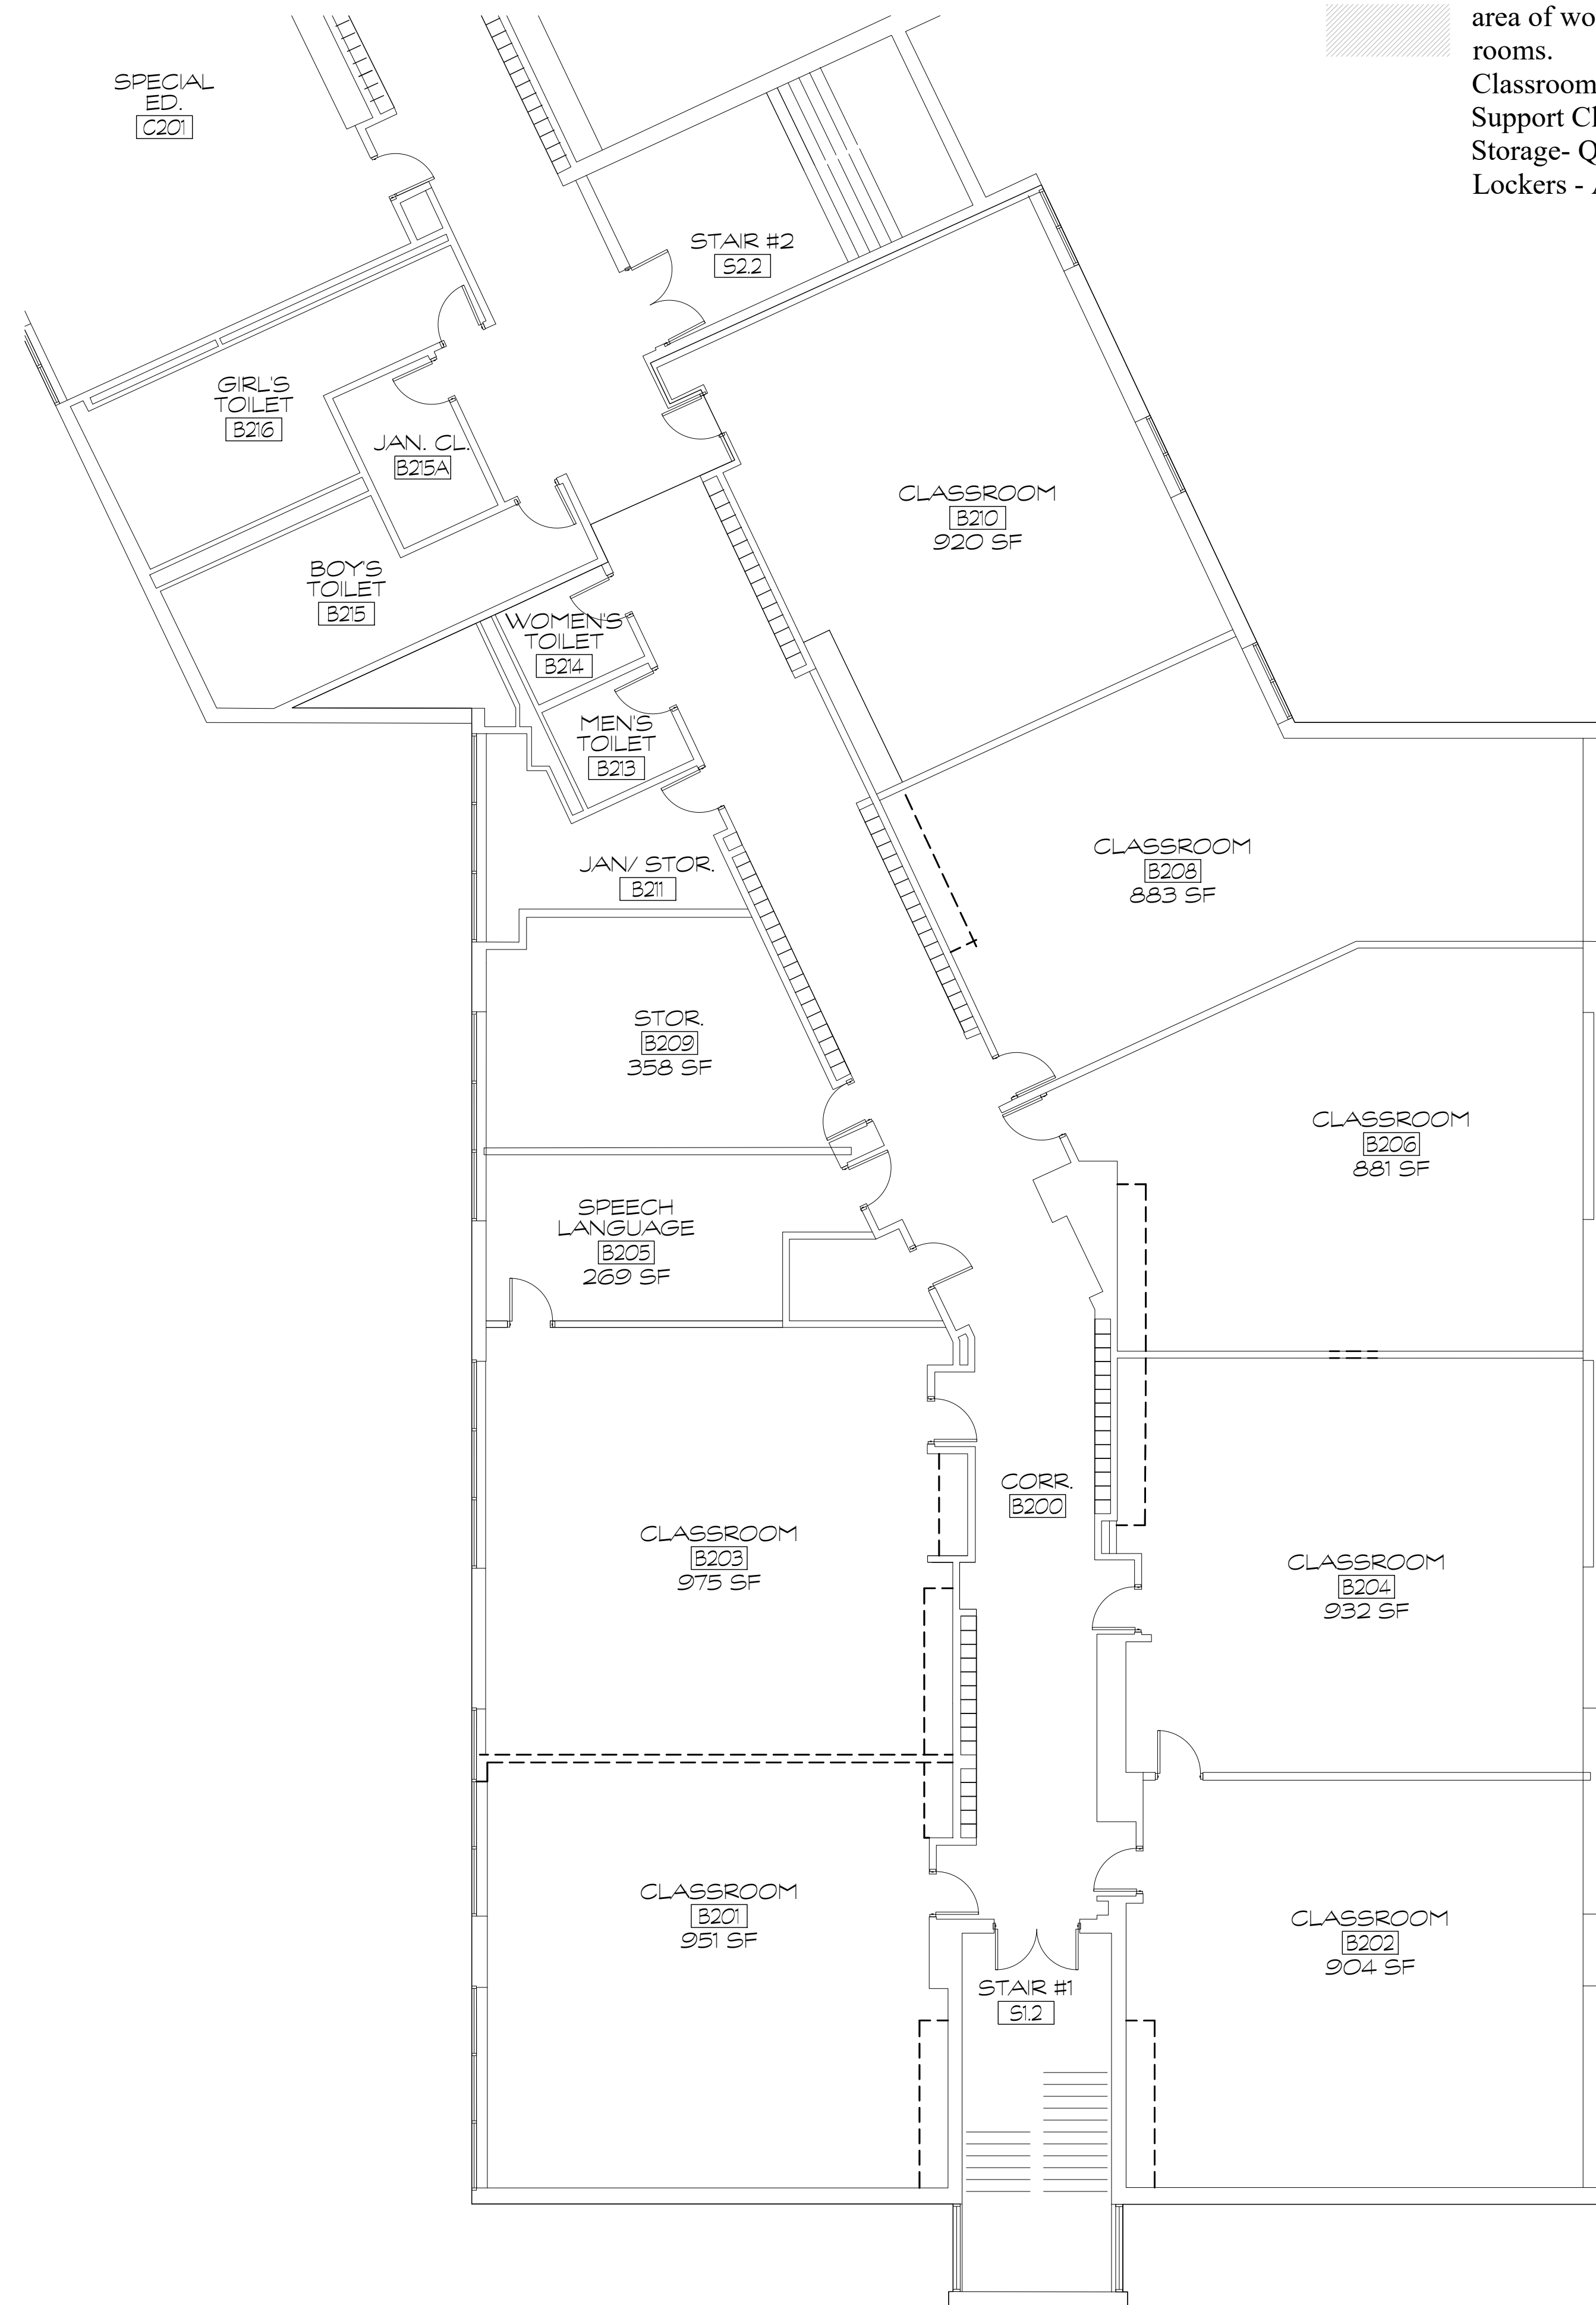 area of wo
rooms.
Classroom
Support Cl
Storage- Q
Lockers - A
SPECIAL
ED.
C201
STAIR #2
S2.2
GIRL'S
TOILET
B216
JAN. CL.
B215A
CLASSROOM
B210
920 SF
BOY'S
TOILET
B215
WOMEN'S
TOILET
B214
MEN'S
TOILET
B213
JAN/ STOR.
B211
CLASSROOM
B208
883 SF
STOR.
B209
358 SF
CLASSROOM
B206
881 SF
SPEECH
LANGUAGE
B205
269 SF
CORR.
B200
CLASSROOM
B203
975 SF
CLASSROOM
B204
932 SF
CLASSROOM
B201
951 SF
CLASSROOM
B202
904 SF
STAIR #1
S1.2